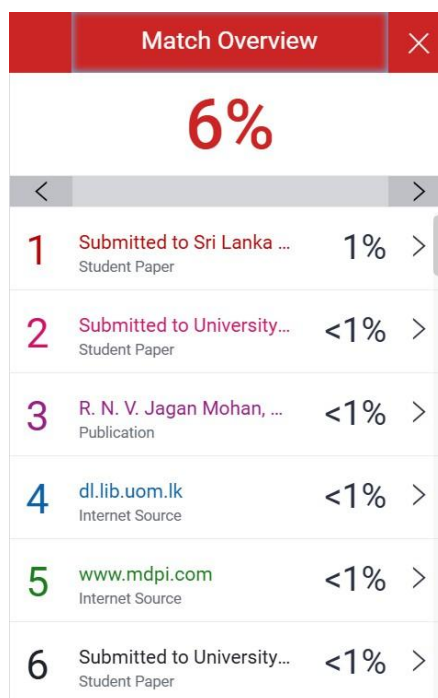 Match Overview
6%
1 Submitted to Sri Lanka ... 1%
Student Paper
2 Submitted to University... <1%
Student Paper
3 R. N. V. Jagan Mohan, ... <1%
Publication
4 dl.lib.uom.lk <1%
Internet Source
5 www.mdpi.com <1%
Internet Source
6 Submitted to University... <1%
Student Paper